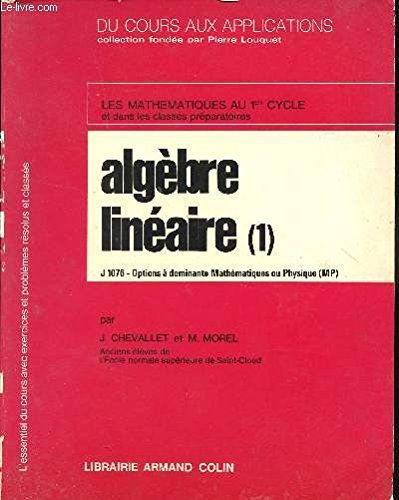 Le-livre.com
DU COURS AUX APPLICATIONS
collection fondée par Pierre Louquet
LES MATHEMATIQUES AU 1er CYCLE
et dans les classes préparatoires
algèbre
linéaire (1)
J 1076 - Options à dominante Mathématiques ou Physique (MP)
par
J. CHEVALLET et M. MOREL
Anciens élèves de
l'École normale supérieure de Saint-Cloud
L'essentiel du cours avec exercices et problèmes résolus et classés
LIBRAIRIE ARMAND COLIN